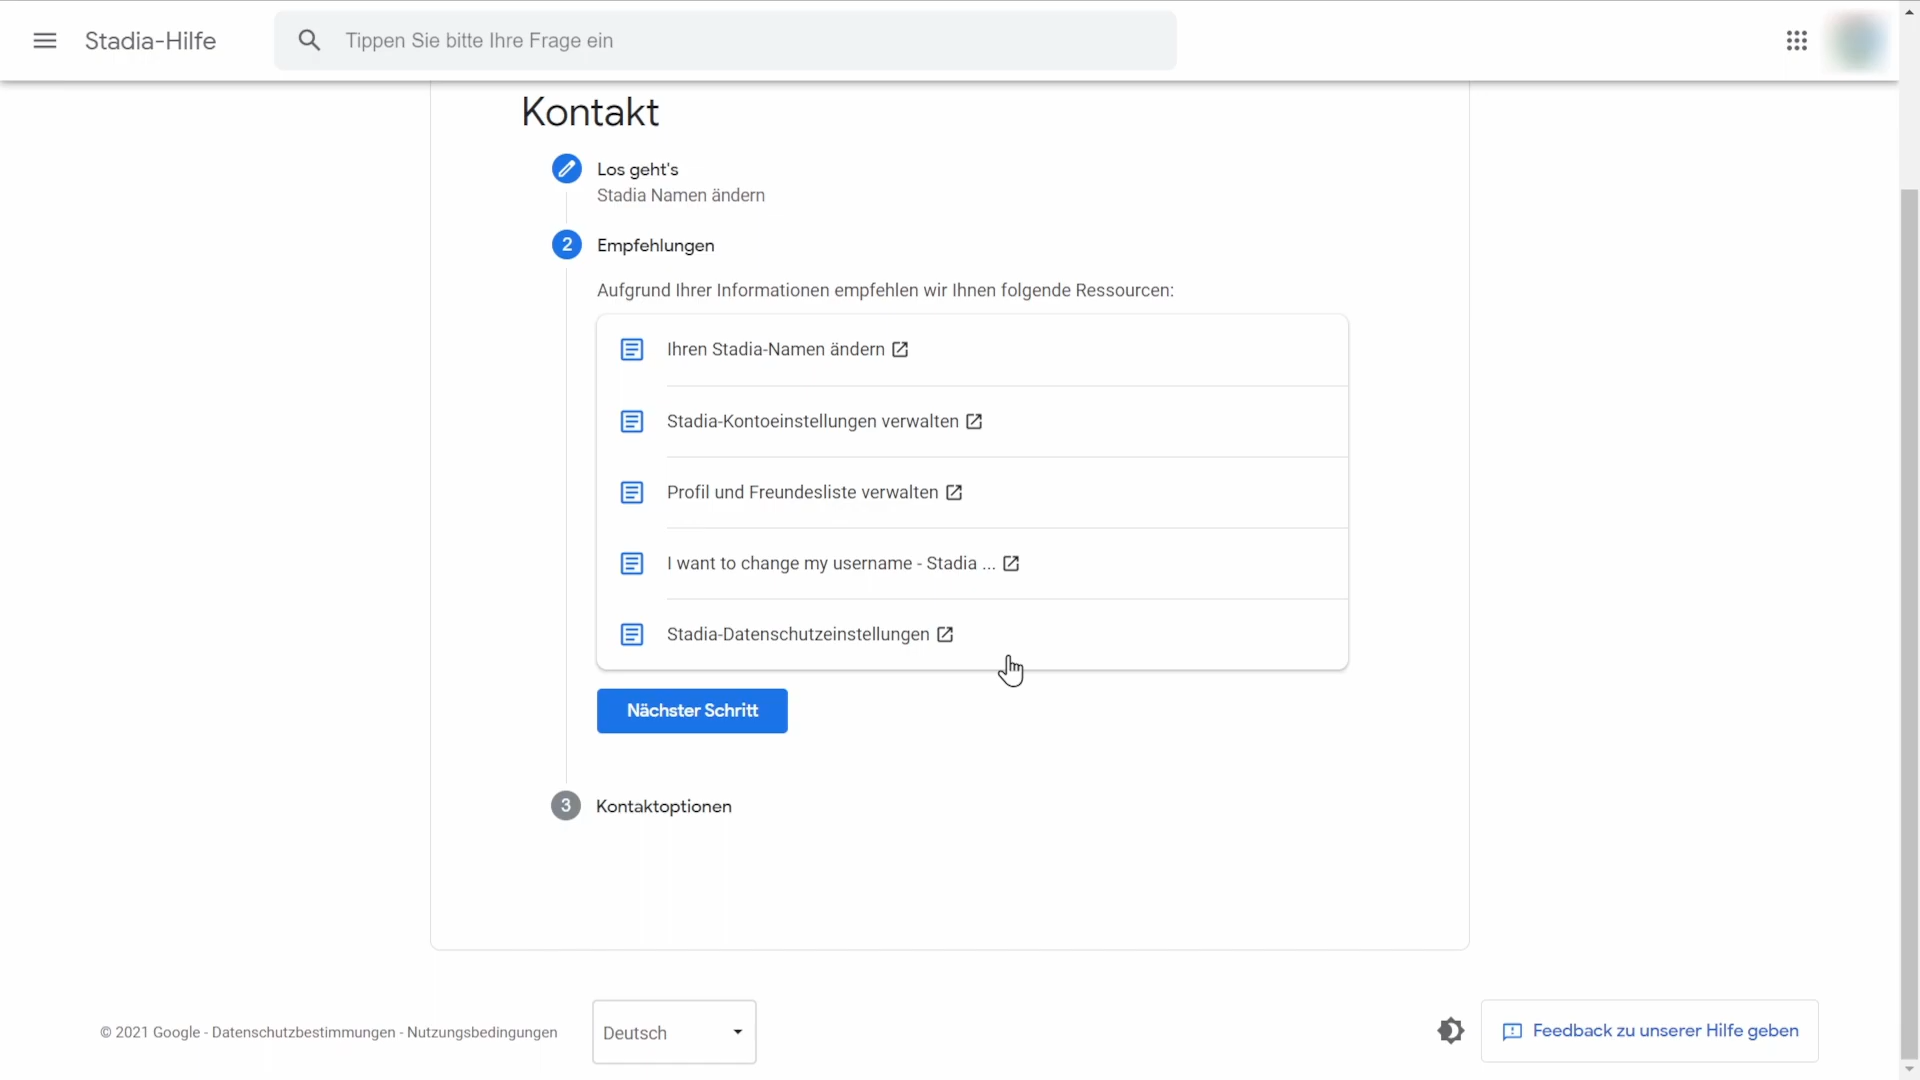 Stadia-Hilfe
Tippen Sie bitte Ihre Frage ein
Kontakt
Los geht's
Stadia Namen ändern
2 Empfehlungen
Aufgrund Ihrer Informationen empfehlen wir Ihnen folgende Ressourcen:
Ihren Stadia-Namen ändern
Stadia-Kontoeinstellungen verwalten
Profil und Freundesliste verwalten
I want to change my username - Stadia ...
Stadia-Datenschutzeinstellungen
Nächster Schritt
3 Kontaktoptionen
© 2021 Google - Datenschutzbestimmungen - Nutzungsbedingungen
Deutsch
Feedback zu unserer Hilfe geben